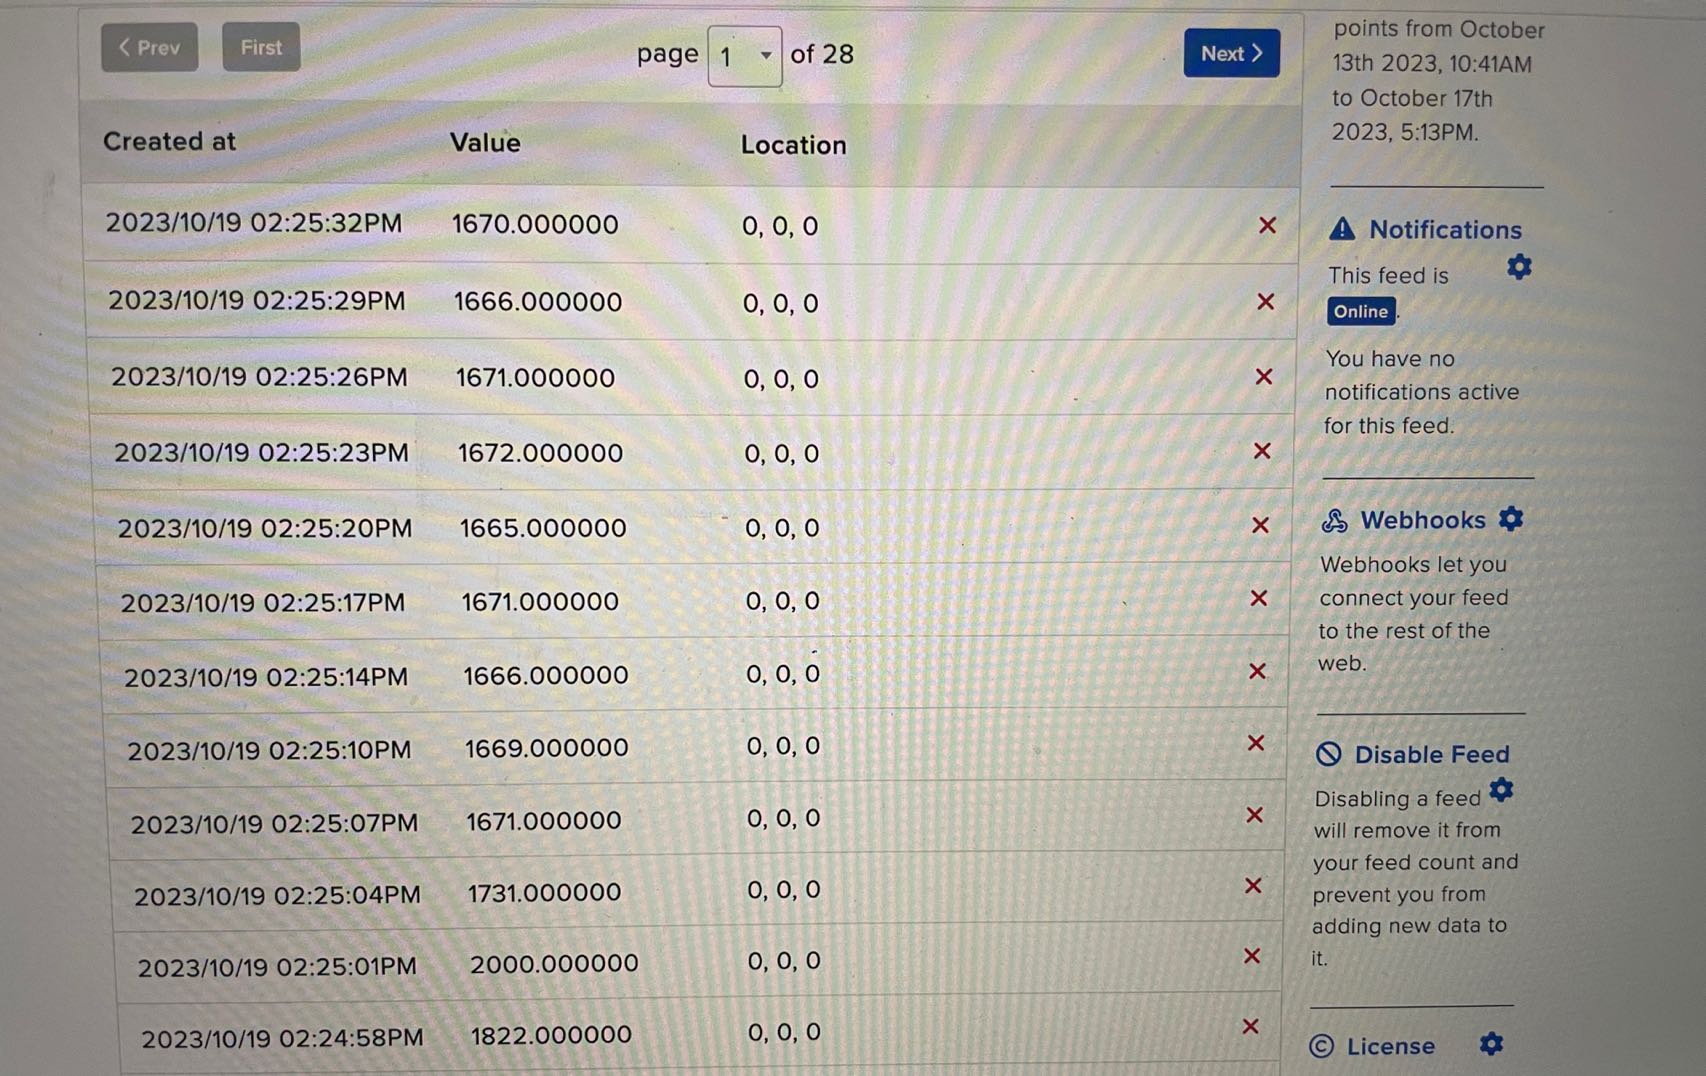 Prev
First
page 1 of 28
Next
Created at Value Location
2023/10/19 02:25:32PM 1670.000000 0, 0, 0
2023/10/19 02:25:29PM 1666.000000 0, 0, 0
2023/10/19 02:25:26PM 1671.000000 0, 0, 0
2023/10/19 02:25:23PM 1672.000000 0, 0, 0
2023/10/19 02:25:20PM 1665.000000 0, 0, 0
2023/10/19 02:25:17PM 1671.000000 0, 0, 0
2023/10/19 02:25:14PM 1666.000000 0, 0, 0
2023/10/19 02:25:10PM 1669.000000 0, 0, 0
2023/10/19 02:25:07PM 1671.000000 0, 0, 0
2023/10/19 02:25:04PM 1731.000000 0, 0, 0
2023/10/19 02:25:01PM 2000.000000 0, 0, 0
2023/10/19 02:24:58PM 1822.000000 0, 0, 0
points from October
13th 2023, 10:41AM
to October 17th
2023, 5:13PM.
Notifications
This feed is
Online.
You have no
notifications active
for this feed.
Webhooks
Webhooks let you
connect your feed
to the rest of the
web.
Disable Feed
Disabling a feed
will remove it from
your feed count and
prevent you from
adding new data to
it.
© License